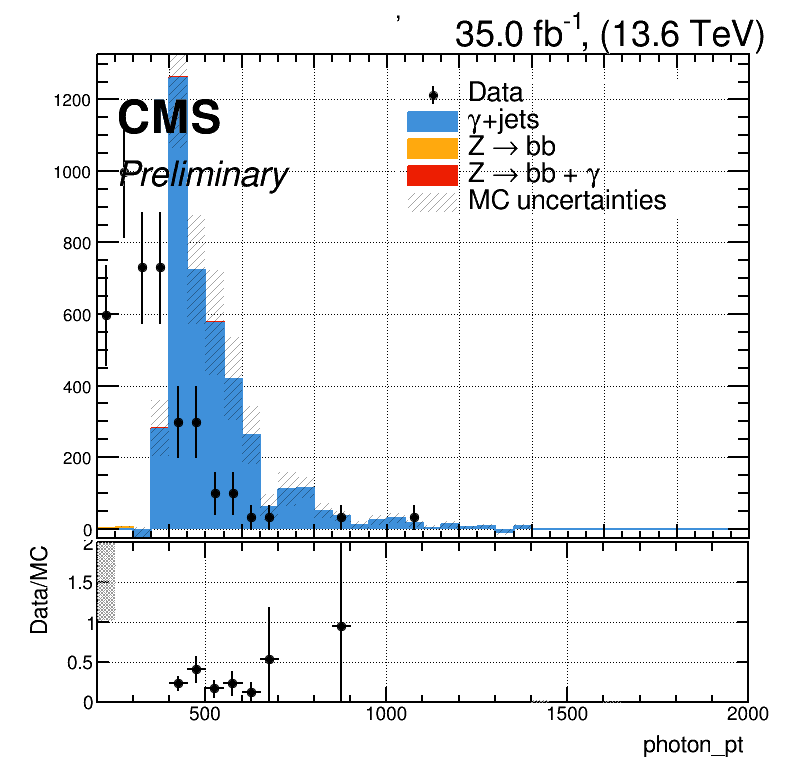 ,
35.0 fb-1, (13.6 TeV)
CMS
Preliminary
Data
γ+jets
Z → bb
Z → bb + γ
MC uncertainties
1200
1000
800
600
400
200
0
Data/MC
2
1.5
1
0.5
0
500
1000
1500
2000
photon_pt